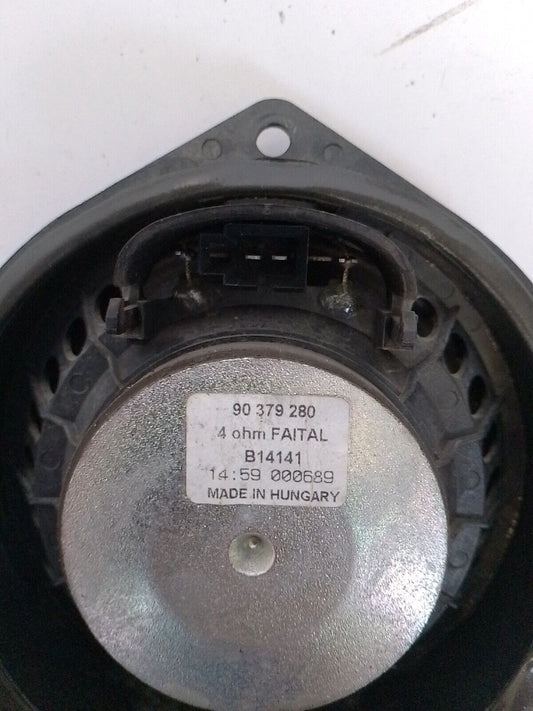 90 379 280
4 ohm FAITAL
B14141
14:59 000689
MADE IN HUNGARY